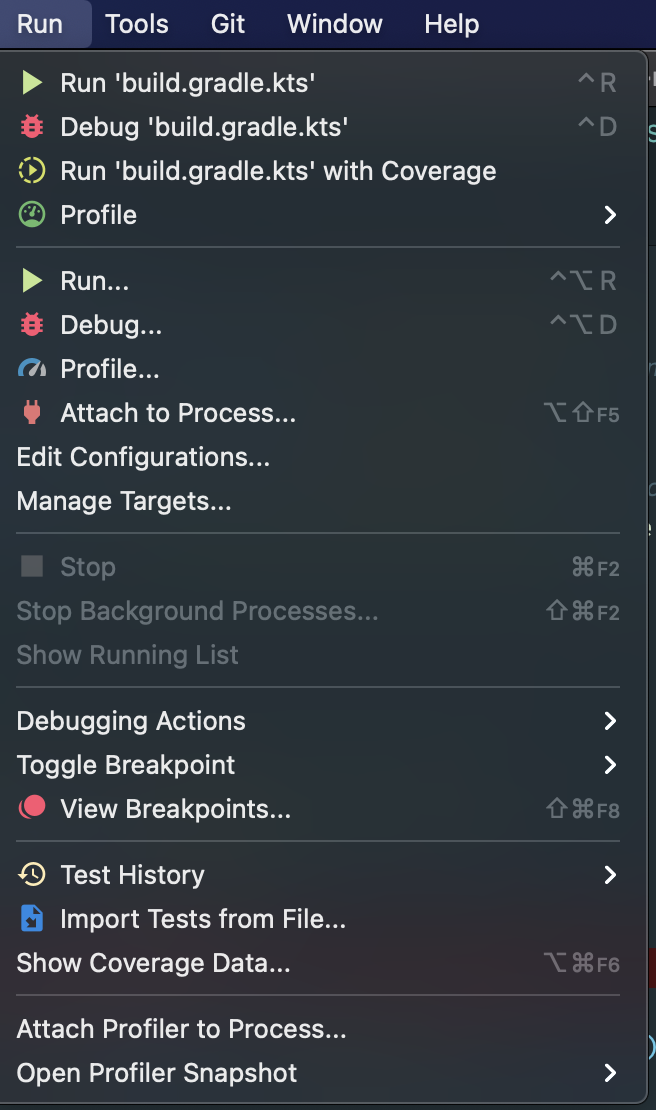 Run Tools Git Window Help
Run 'build.gradle.kts' ^ R
Debug 'build.gradle.kts' ^ D
Run 'build.gradle.kts' with Coverage
Profile
Run... ^⌥ R
Debug... ^⌥ D
Profile...
Attach to Process... ⌥⇧F5
Edit Configurations...
Manage Targets...
Stop ⌘F2
Stop Background Processes... ⇧⌘F2
Show Running List
Debugging Actions
Toggle Breakpoint
View Breakpoints... ⇧⌘F8
Test History
Import Tests from File...
Show Coverage Data... ⌥⌘F6
Attach Profiler to Process...
Open Profiler Snapshot